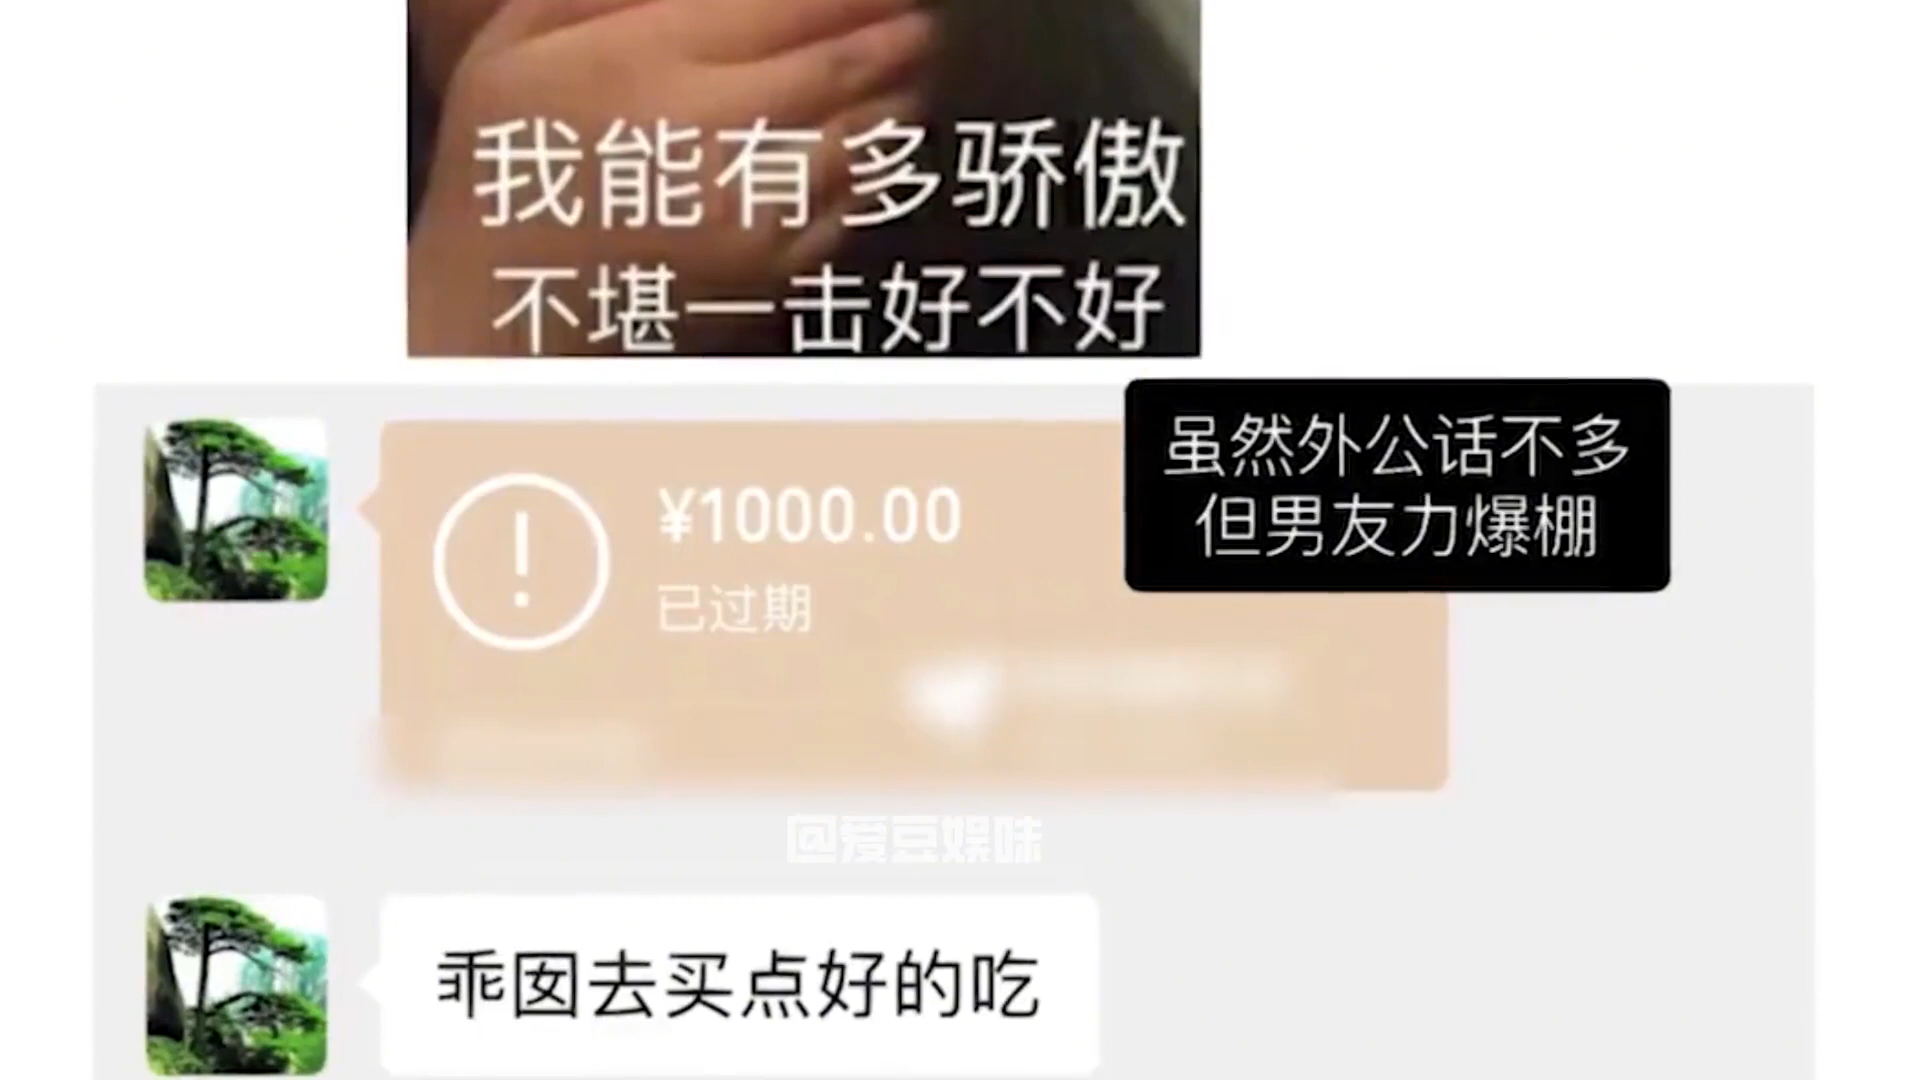 我能有多骄傲
不堪一击好不好
虽然外公话不多
但男友力爆棚
¥1000.00
已过期
@爱豆娱味
乖囡去买点好的吃